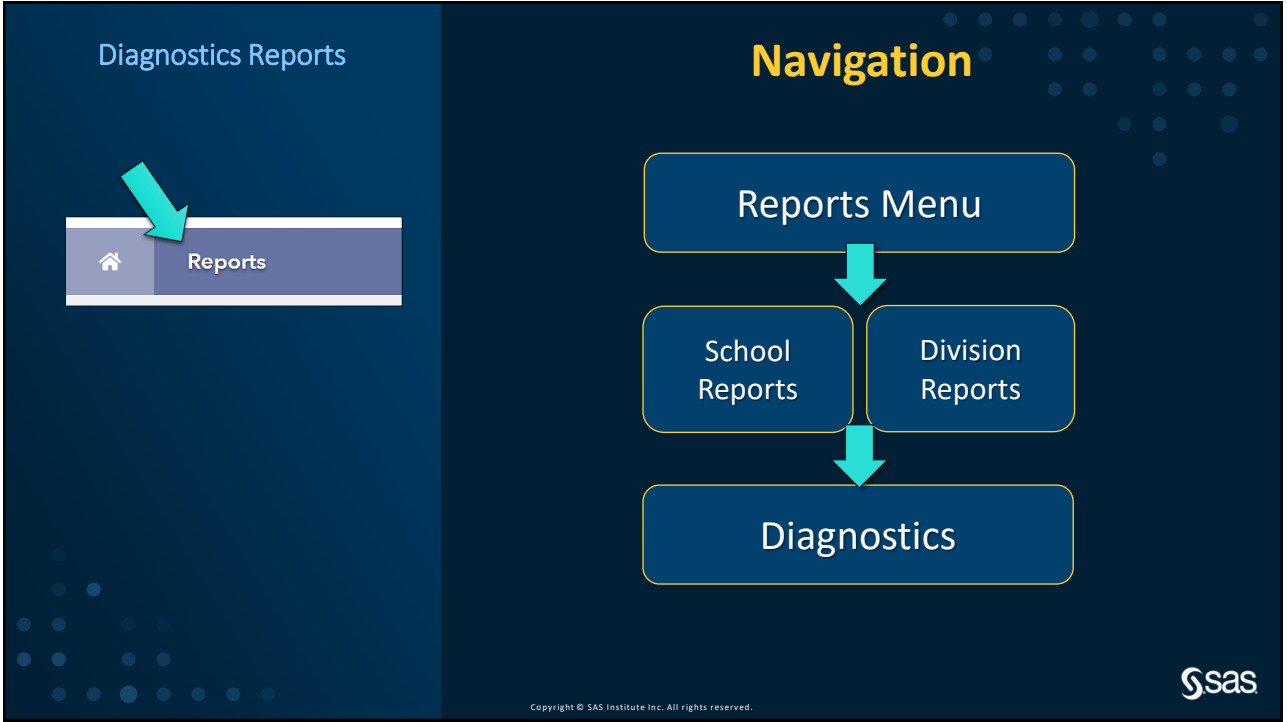 Diagnostics Reports
Reports
Navigation
Reports Menu
School
Reports
Division
Reports
Diagnostics
Copyright © SAS Institute Inc. All rights reserved.
sas